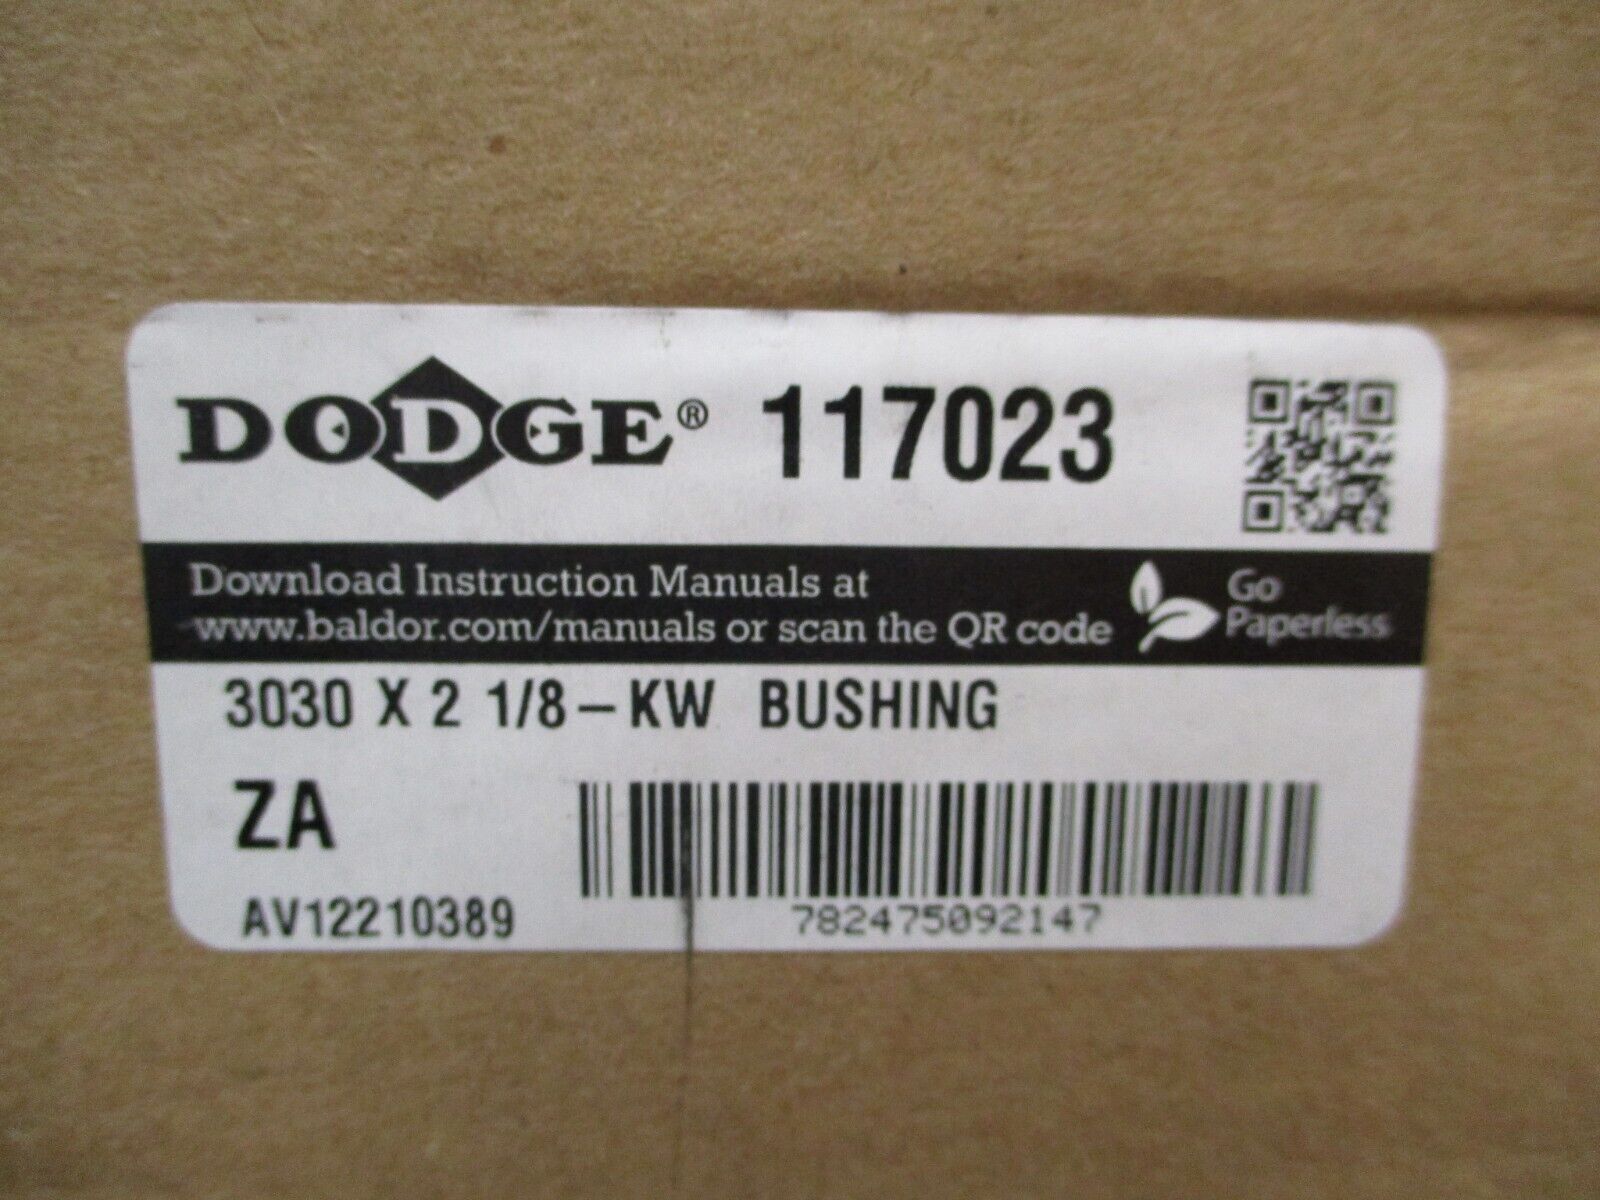 DODGE® 117023
Download Instruction Manuals at
www.baldor.com/manuals or scan the QR code
Go
Paperless
3030 X 2 1/8-KW BUSHING
ZA
AV12210389
782475092147